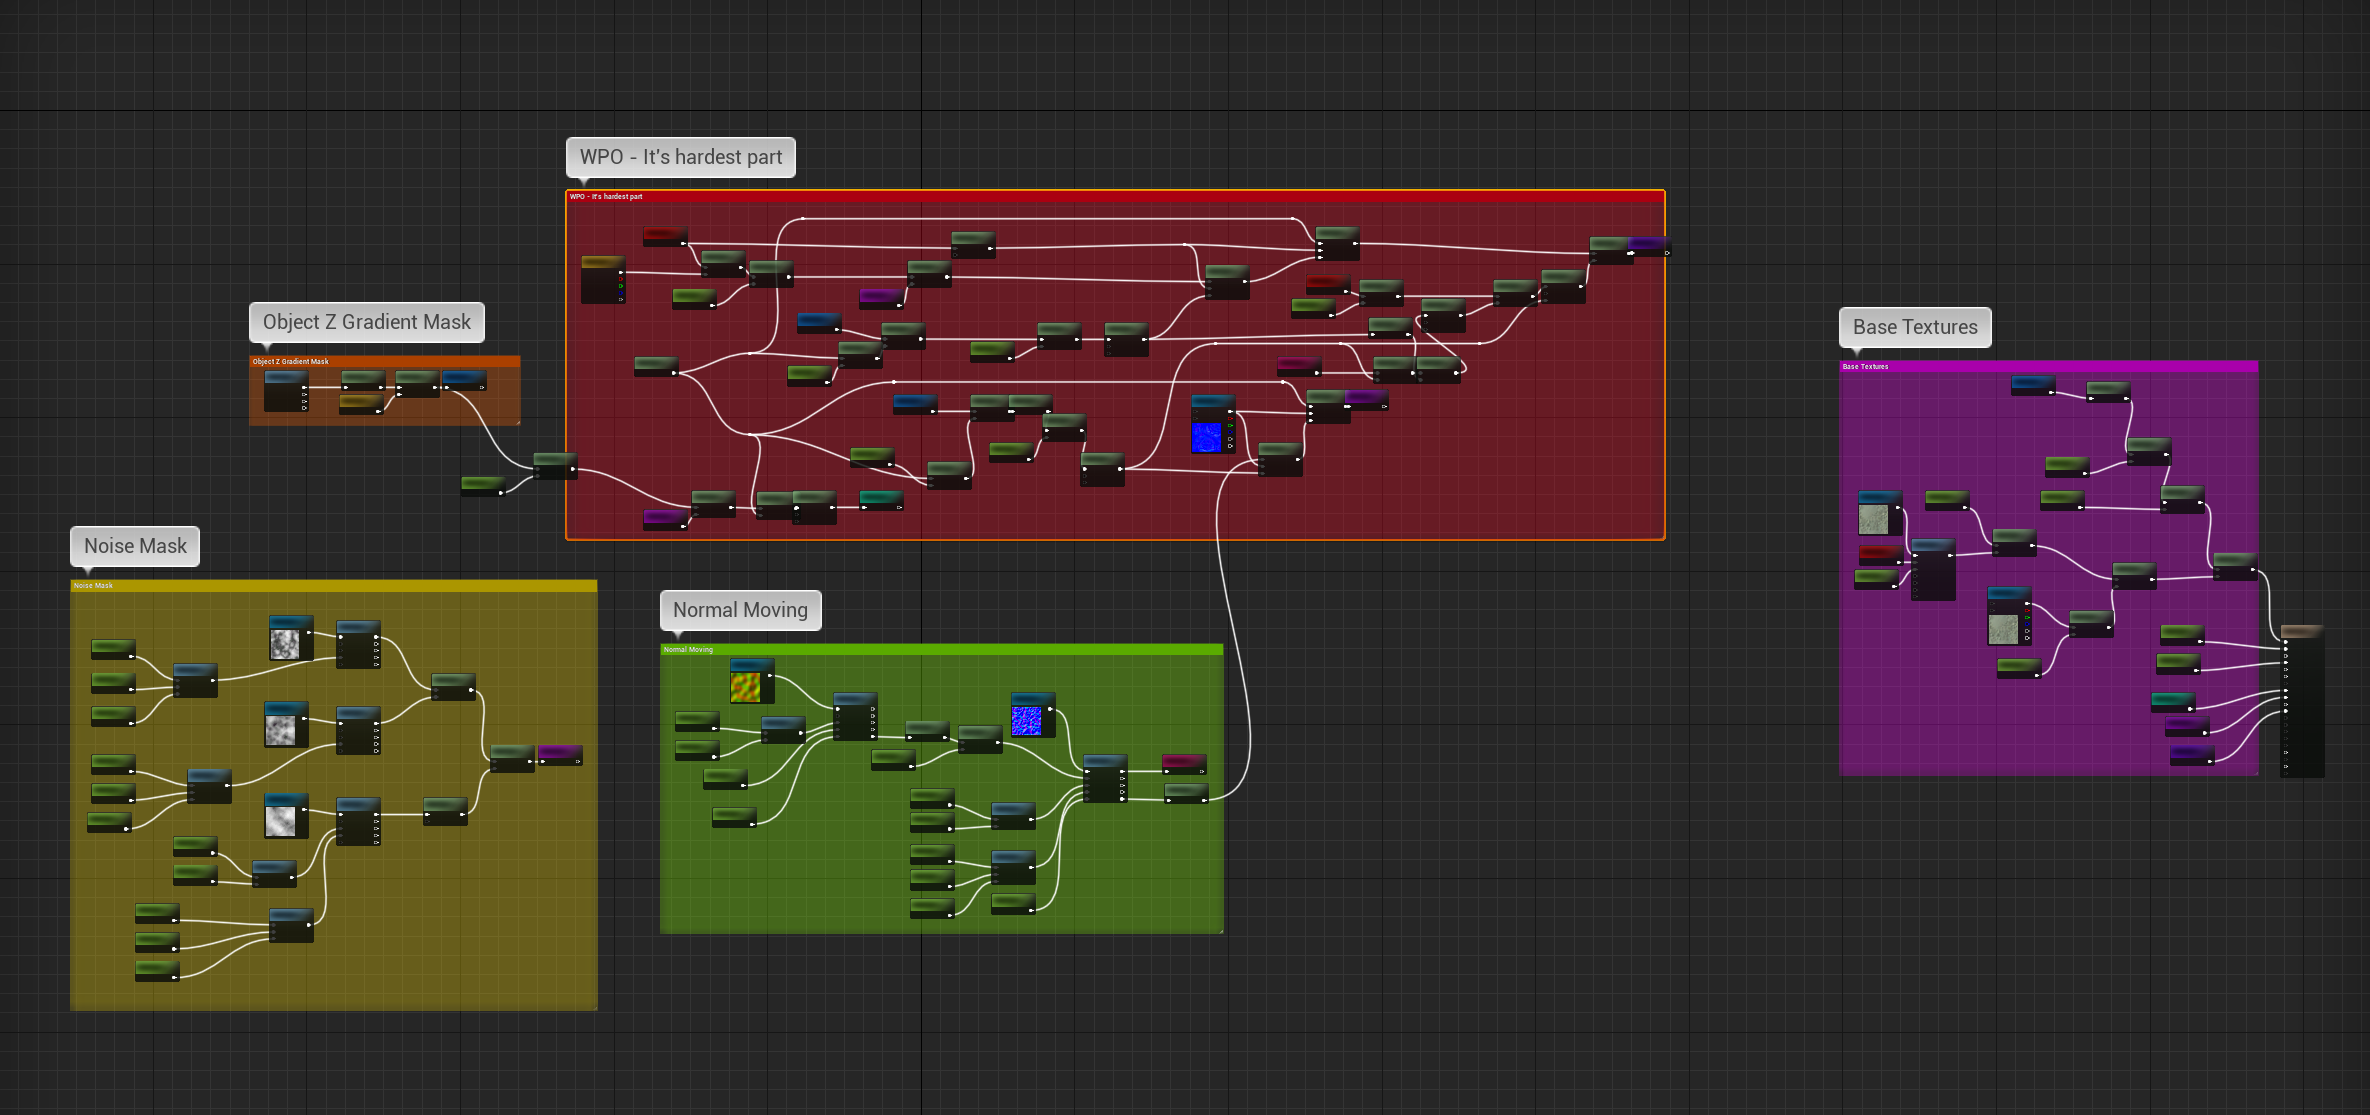 WPO - It's hardest part
WPO - It's hardest part
Object Z Gradient Mask
Object Z Gradient Mask
Base Textures
Base Textures
Noise Mask
Noise Mask
Normal Moving
Normal Moving